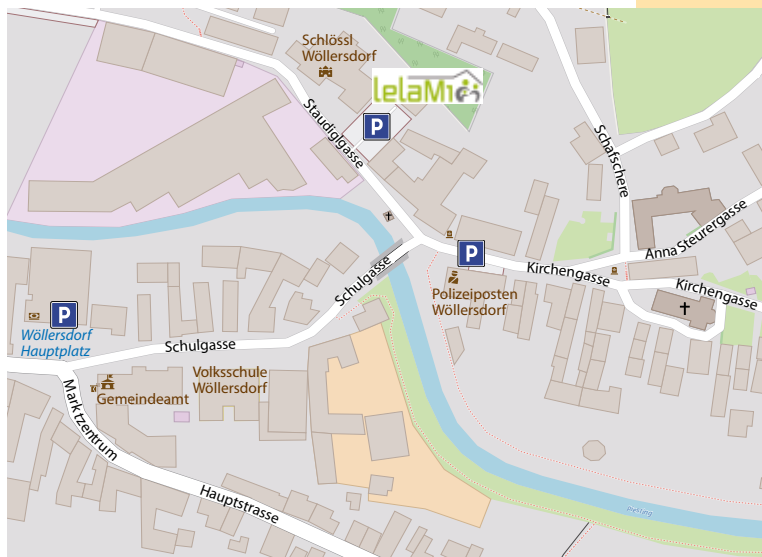 Schlössl
Wöllersdorf
lelaMi
P
Staudiglgasse
Schafschere
Anna Steurergasse
P
Kirchengasse
Kirchengasse
Polizeiposten
Wöllersdorf
Schulgasse
P
Wöllersdorf
Hauptplatz
Schulgasse
Volksschule
Wöllersdorf
Gemeindeamt
Marktzentrum
Hauptstrasse
Piesting